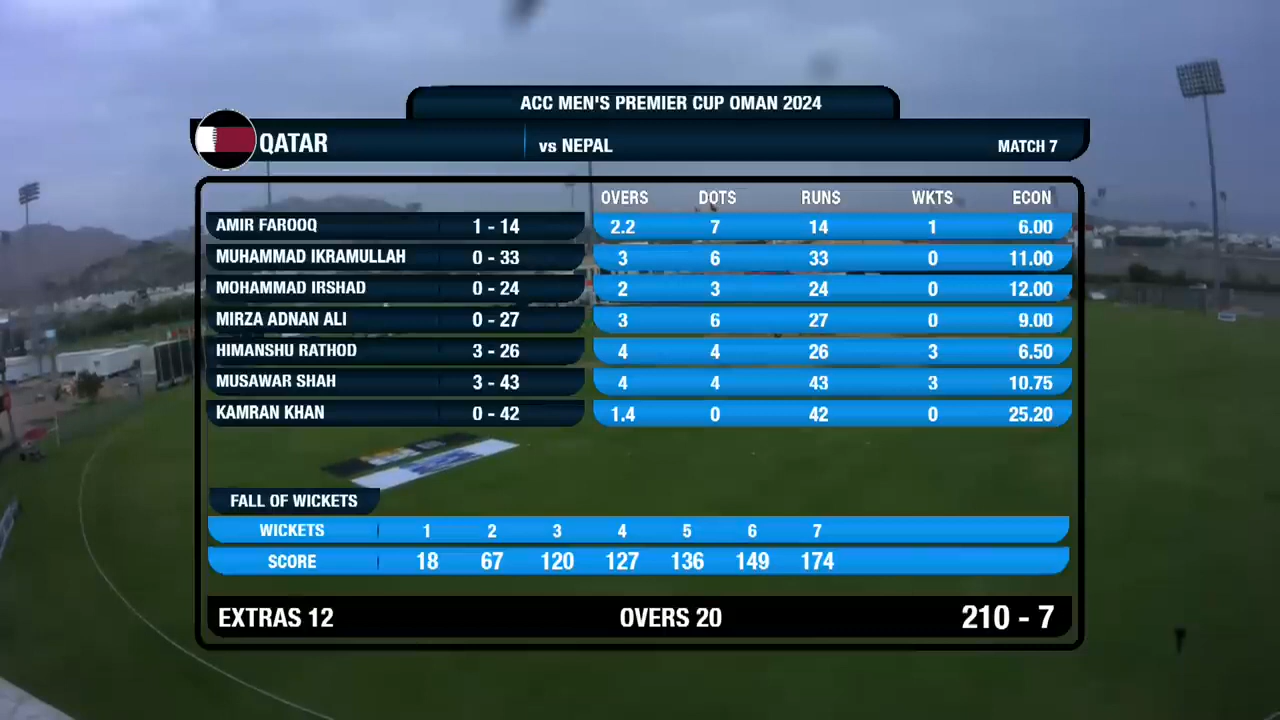 ACC MEN'S PREMIER CUP OMAN 2024
QATAR vs NEPAL MATCH 7
OVERS DOTS RUNS WKTS ECON
AMIR FAROOQ 1 - 14 2.2 7 14 1 6.00
MUHAMMAD IKRAMULLAH 0 - 33 3 6 33 0 11.00
MOHAMMAD IRSHAD 0 - 24 2 3 24 0 12.00
MIRZA ADNAN ALI 0 - 27 3 6 27 0 9.00
HIMANSHU RATHOD 3 - 26 4 4 26 3 6.50
MUSAWAR SHAH 3 - 43 4 4 43 3 10.75
KAMRAN KHAN 0 - 42 1.4 0 42 0 25.20
FALL OF WICKETS
WICKETS 1 2 3 4 5 6 7
SCORE 18 67 120 127 136 149 174
EXTRAS 12 OVERS 20 210 - 7